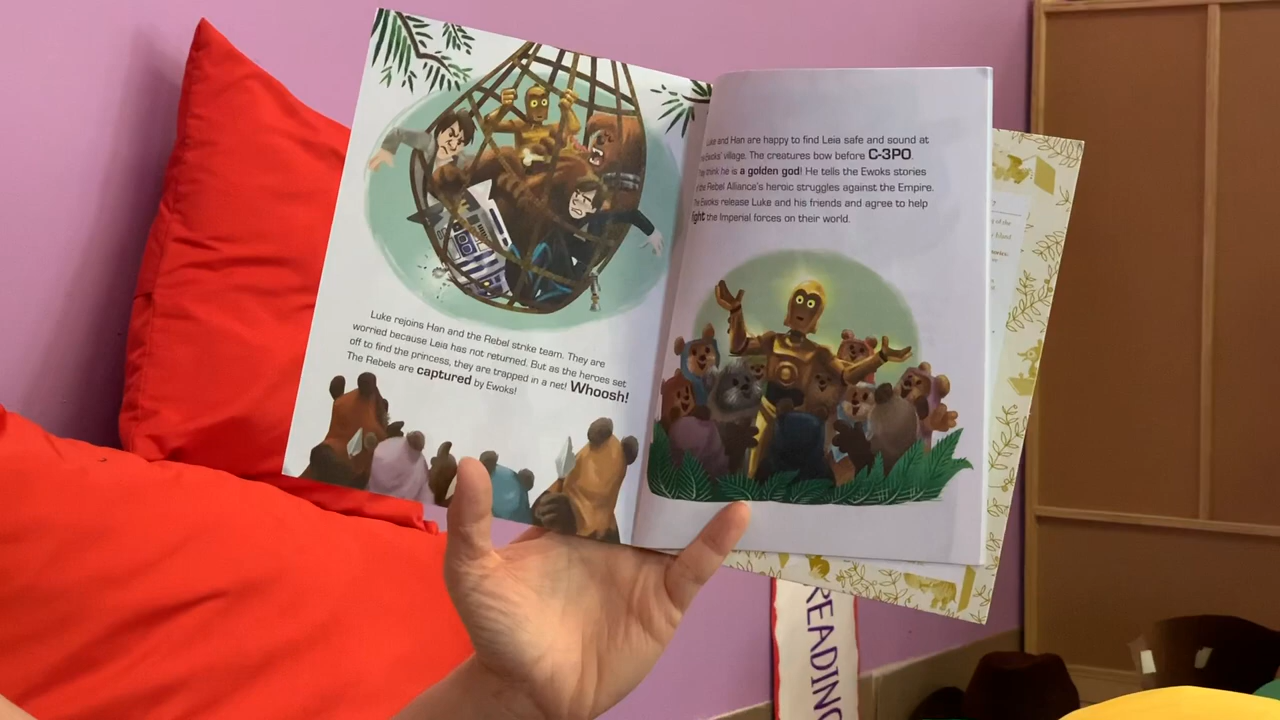 Luke rejoins Han and the Rebel strike team. They are
worried because Leia has not returned. But as the heroes set
off to find the princess, they are trapped in a net! Whoosh!
The Rebels are captured by Ewoks!
Luke and Han are happy to find Leia safe and sound at
Ewoks' village. The creatures bow before C-3PO.
think he is a golden god! He tells the Ewoks stories
the Rebel Alliance's heroic struggles against the Empire.
Ewoks release Luke and his friends and agree to help
fight the Imperial forces on their world.
READING